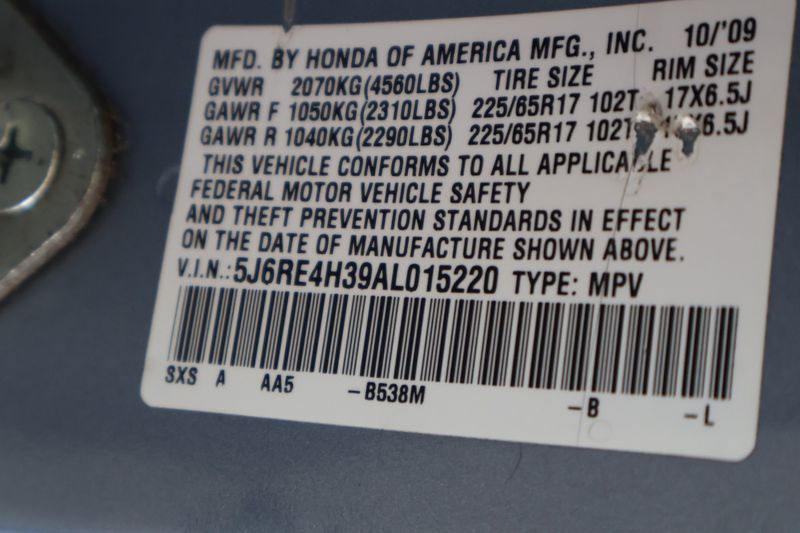 MFD. BY HONDA OF AMERICA MFG., INC. 10/'09
GVWR 2070KG(4560LBS) TIRE SIZE RIM SIZE
GAWR F 1050KG(2310LBS) 225/65R17 102T 17X6.5J
GAWR R 1040KG(2290LBS) 225/65R17 102T
THIS VEHICLE CONFORMS TO ALL APPLICABLE
FEDERAL MOTOR VEHICLE SAFETY
AND THEFT PREVENTION STANDARDS IN EFFECT
ON THE DATE OF MANUFACTURE SHOWN ABOVE.
V.I.N.: 5J6RE4H39AL015220 TYPE: MPV
SXS A AA5 -B538M -B -L